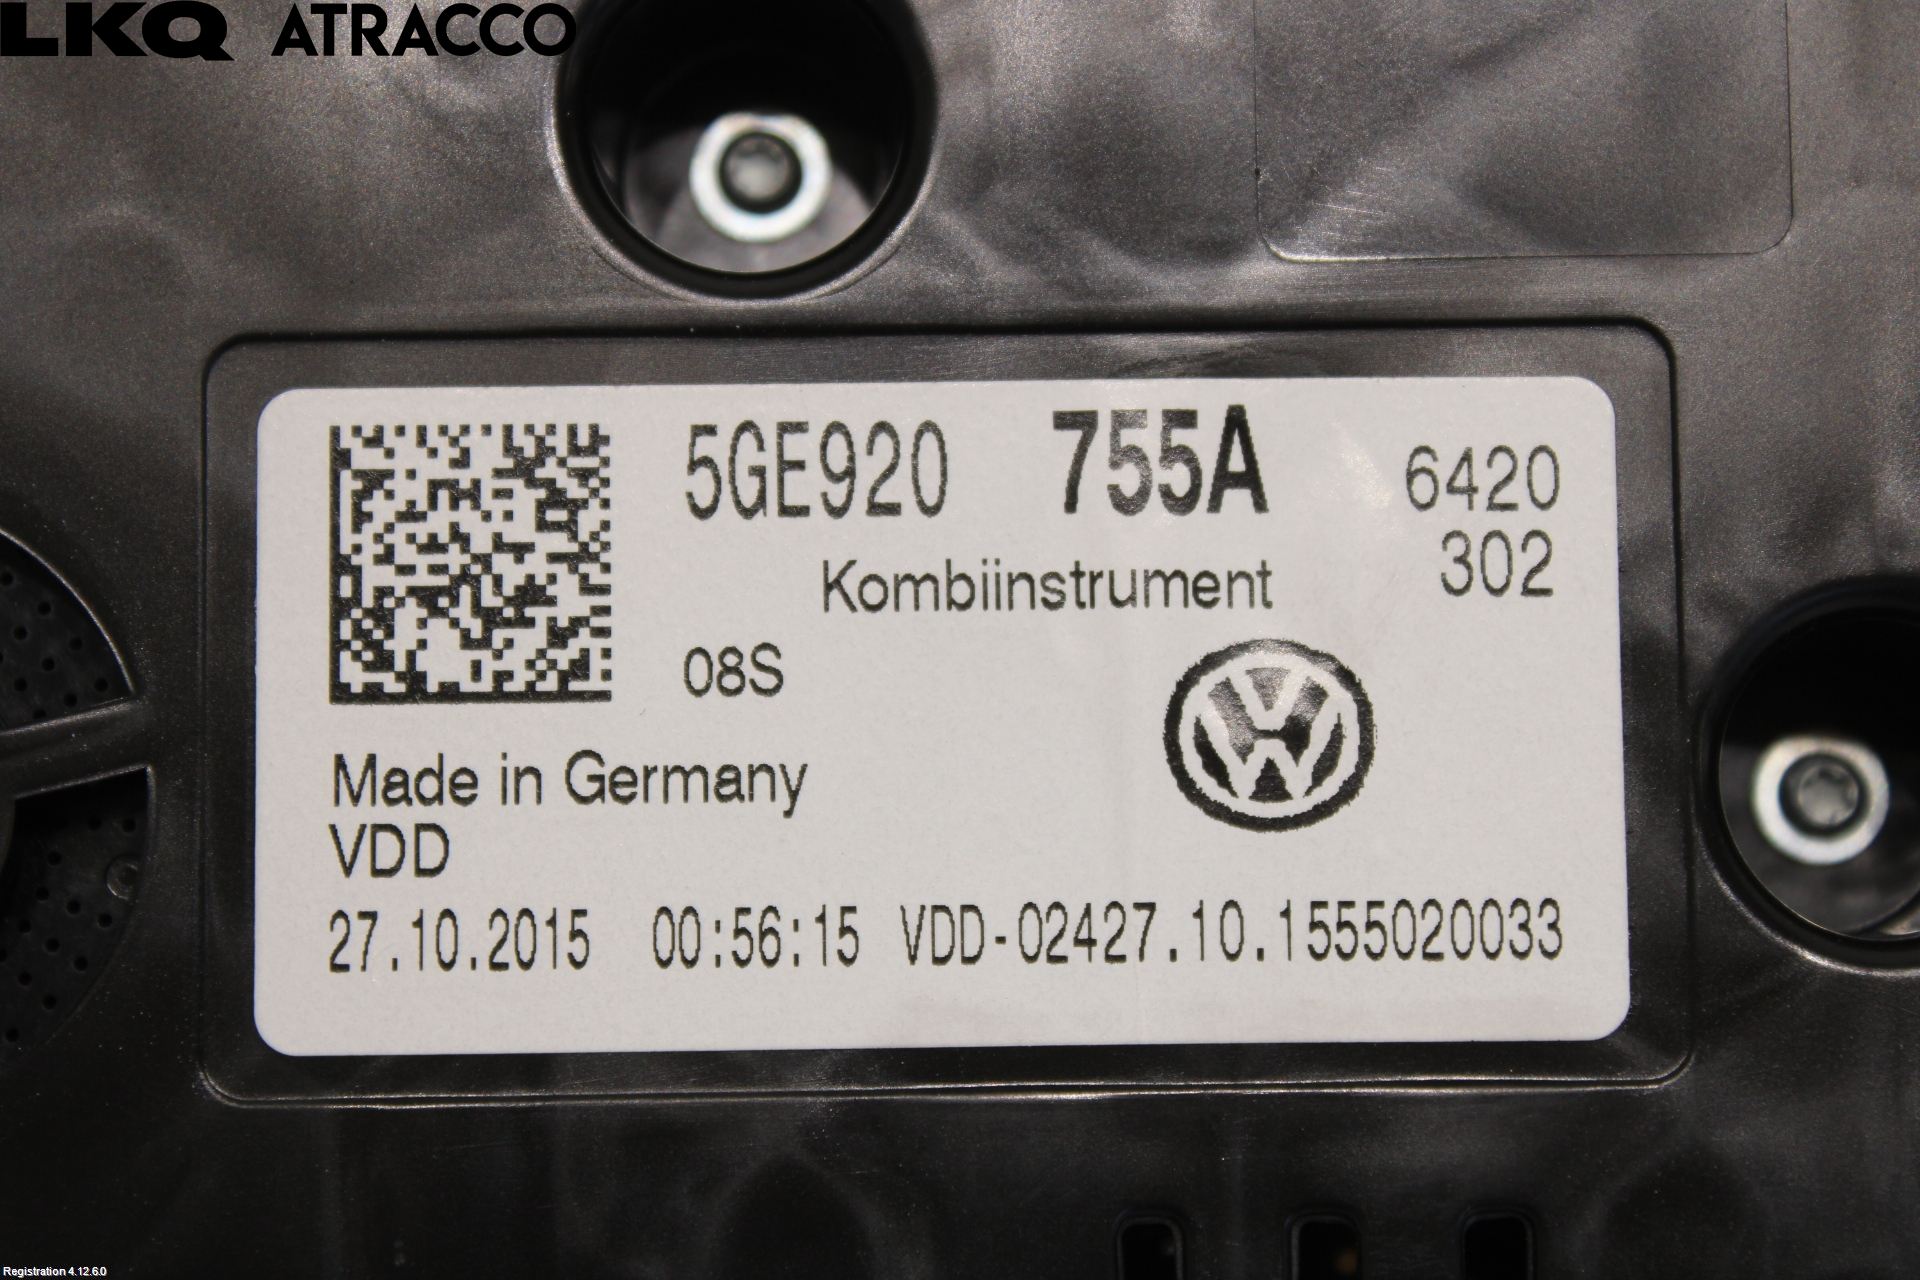 LKQ ATRACCO
5GE920 755A 6420
302
Kombiinstrument
08S
Made in Germany
VDD
27.10.2015 00:56:15 VDD-02427.10.1555020033
Registration 4.12.6.0